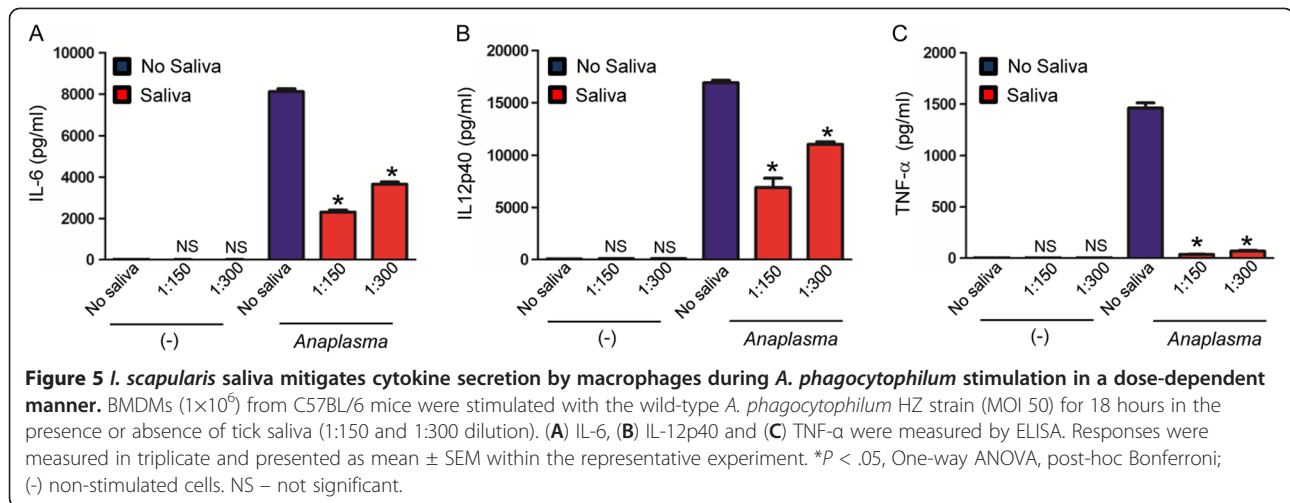 A
10000
8000
6000
4000
2000
0
IL-6 (pg/ml)
No Saliva
Saliva
NS
NS
*
*
No saliva
1:150
1:300
No saliva
1:150
1:300
(-)
Anaplasma
B
20000
15000
10000
5000
0
IL12p40 (pg/ml)
No Saliva
Saliva
NS
NS
*
*
No saliva
1:150
1:300
No saliva
1:150
1:300
(-)
Anaplasma
C
2000
1500
1000
500
0
TNF-α (pg/ml)
No Saliva
Saliva
NS
NS
*
*
No saliva
1:150
1:300
No saliva
1:150
1:300
(-)
Anaplasma
Figure 5 I. scapularis saliva mitigates cytokine secretion by macrophages during A. phagocytophilum stimulation in a dose-dependent
manner. BMDMs (1×10⁶) from C57BL/6 mice were stimulated with the wild-type A. phagocytophilum HZ strain (MOI 50) for 18 hours in the
presence or absence of tick saliva (1:150 and 1:300 dilution). (A) IL-6, (B) IL-12p40 and (C) TNF-α were measured by ELISA. Responses were
measured in triplicate and presented as mean ± SEM within the representative experiment. *P < .05, One-way ANOVA, post-hoc Bonferroni;
(-) non-stimulated cells. NS – not significant.